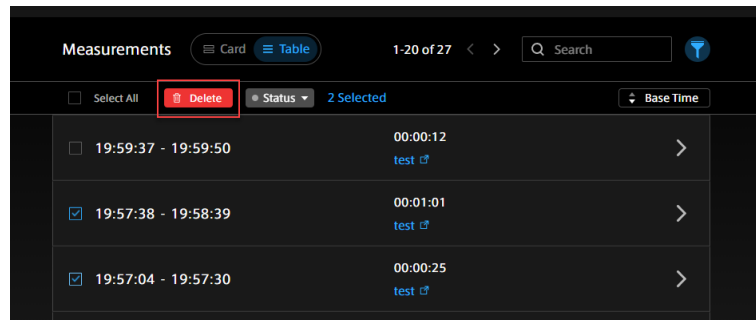 Measurements Card Table 1-20 of 27 Search
Select All Delete Status 2 Selected Base Time
19:59:37 - 19:59:50
00:00:12
test
19:57:38 - 19:58:39
00:01:01
test
19:57:04 - 19:57:30
00:00:25
test